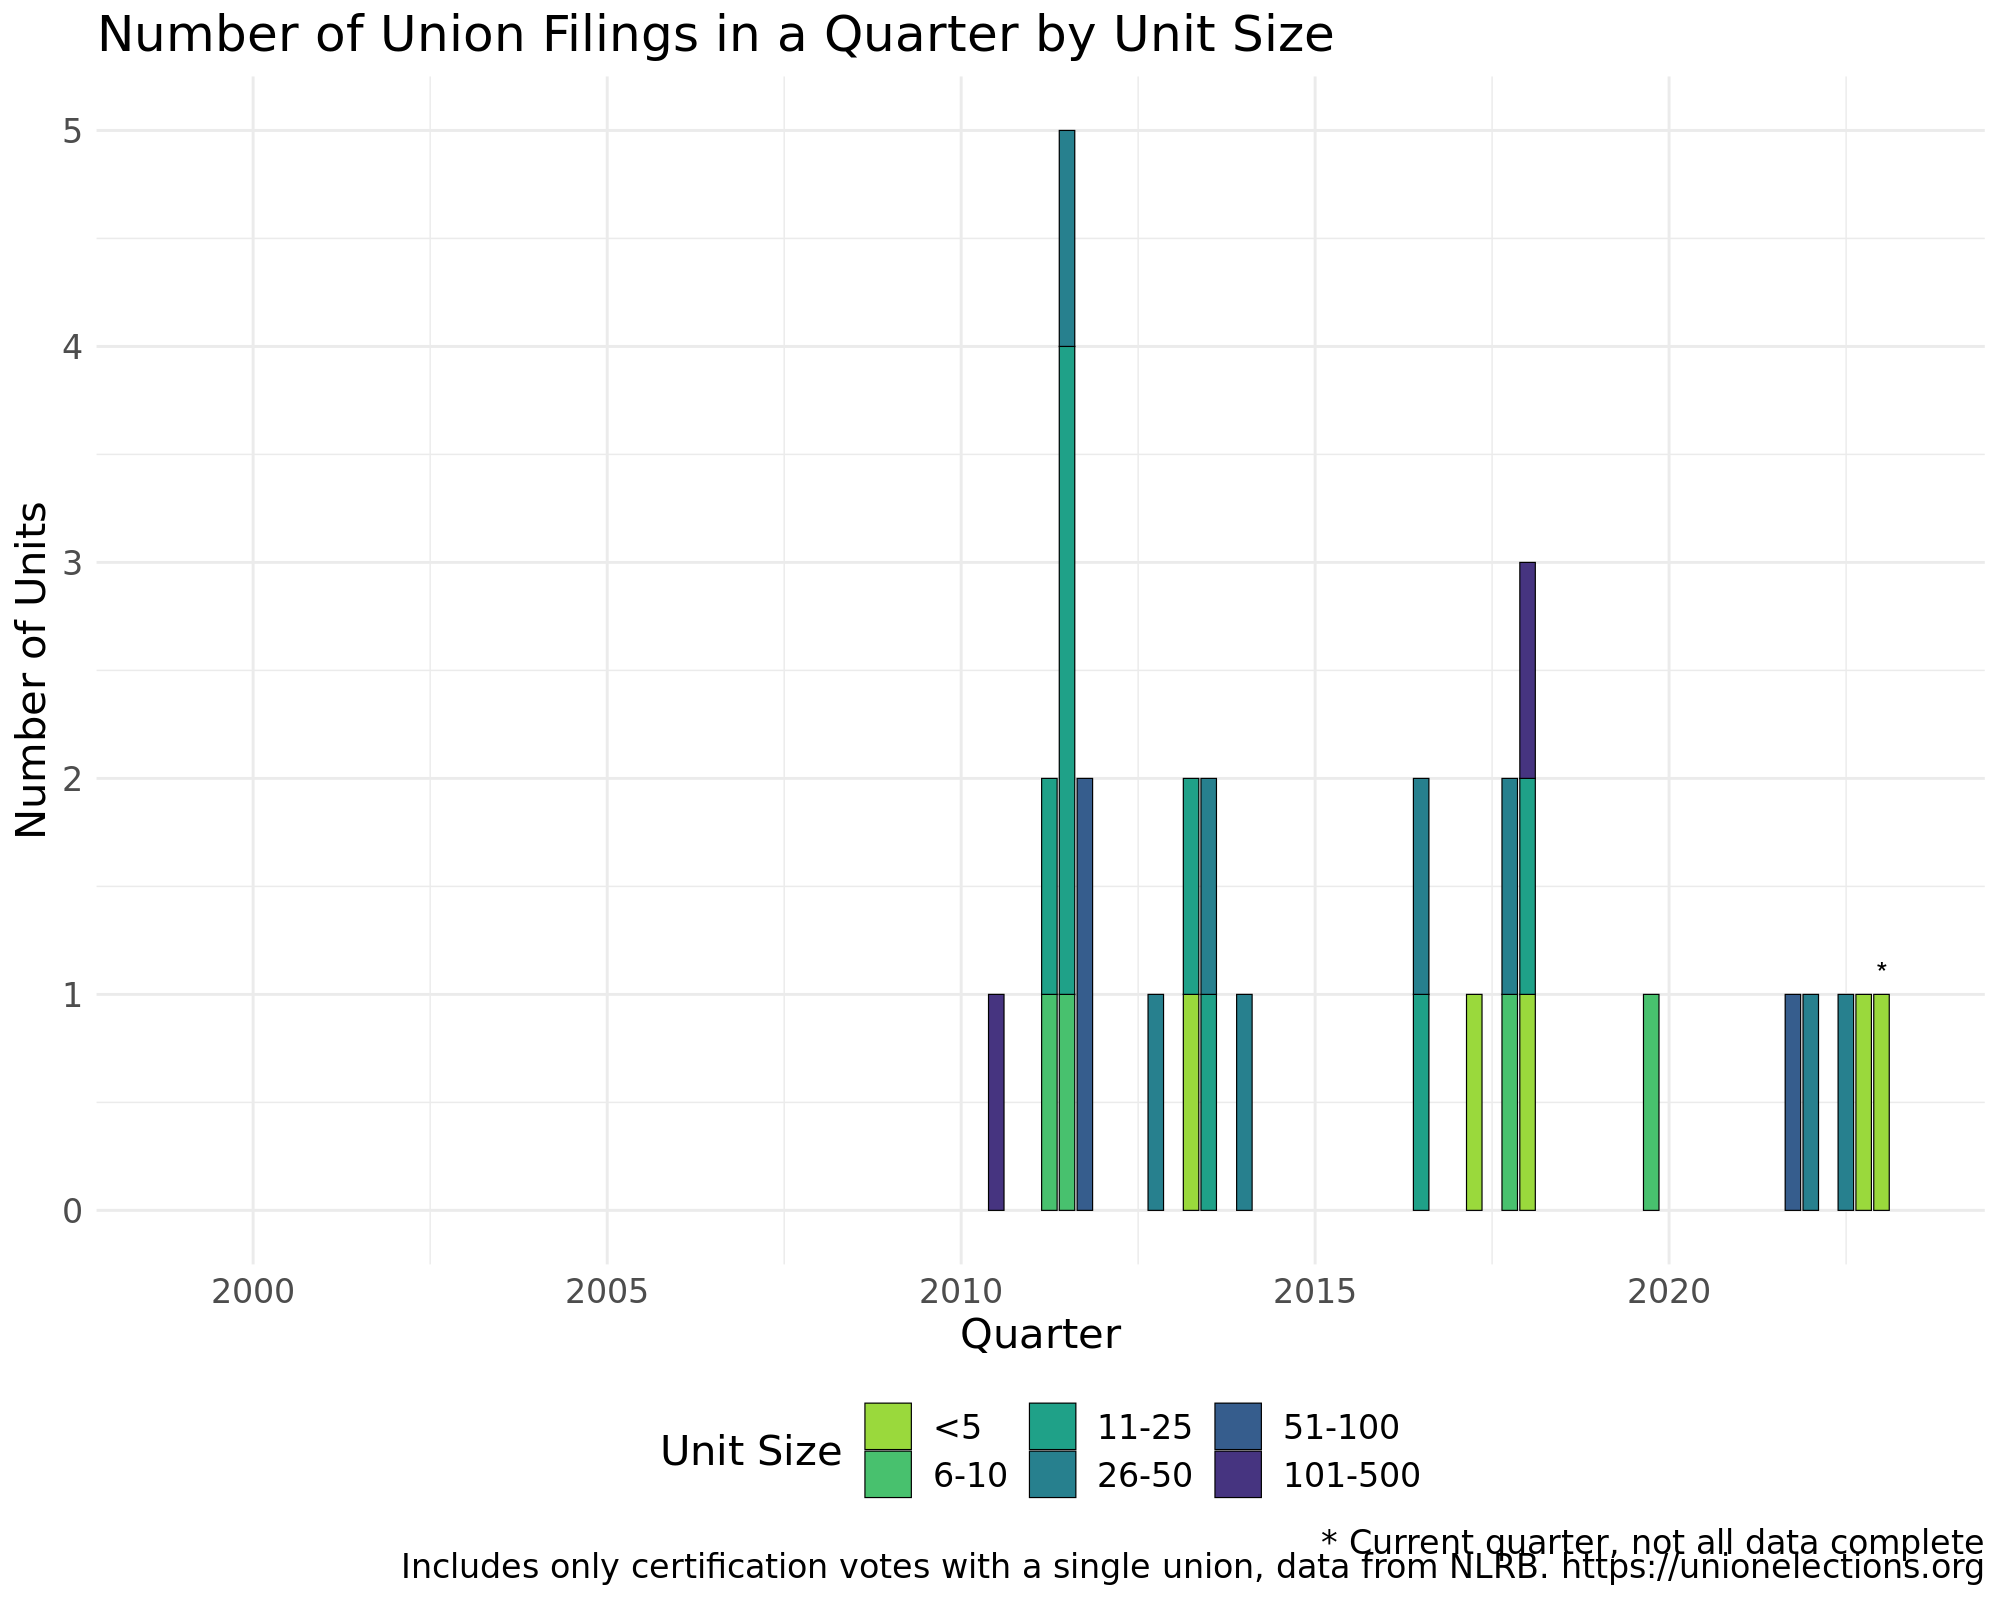 Number of Union Filings in a Quarter by Unit Size
Number of Units
5
4
3
2
1
0
*
2000 2005 2010 2015 2020
Quarter
Unit Size
<5 11-25 51-100
6-10 26-50 101-500
* Current quarter, not all data complete
Includes only certification votes with a single union, data from NLRB. https://unionelections.org